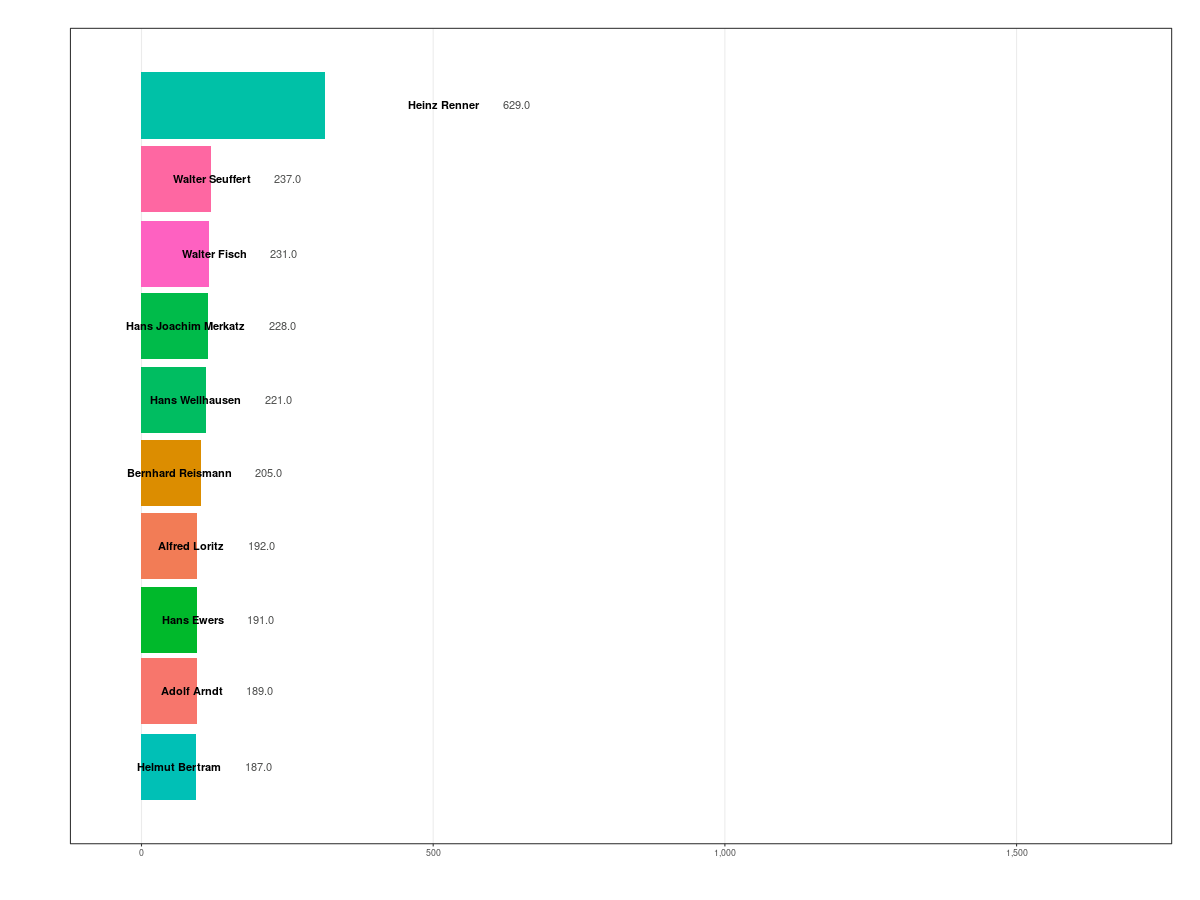 Heinz Renner 629.0
Walter Seuffert 237.0
Walter Fisch 231.0
Hans Joachim Merkatz 228.0
Hans Wellhausen 221.0
Bernhard Reismann 205.0
Alfred Loritz 192.0
Hans Ewers 191.0
Adolf Arndt 189.0
Helmut Bertram 187.0
0 500 1,000 1,500